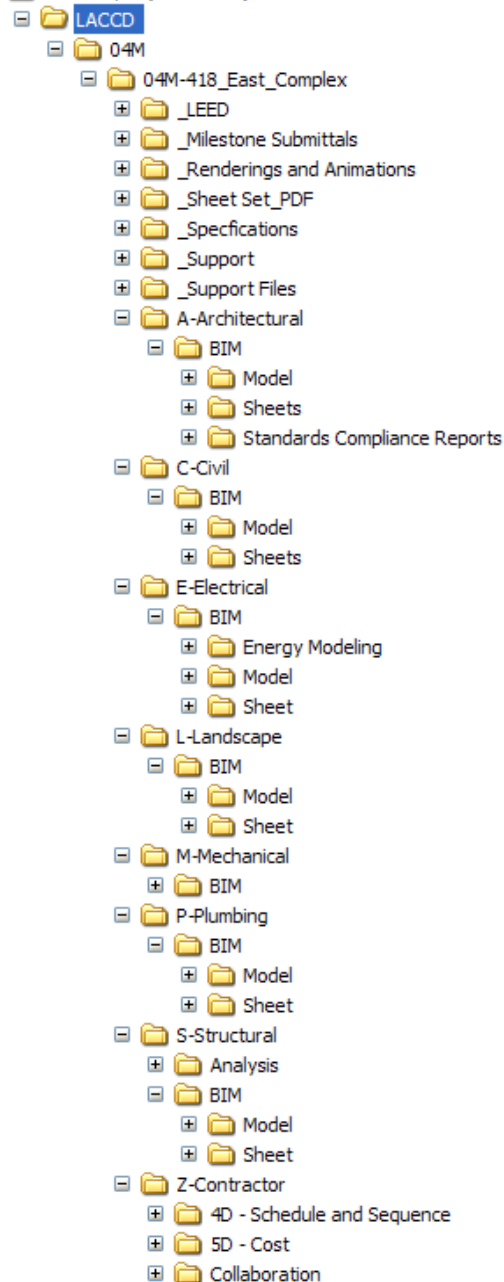 LACCD
04M
04M-418_East_Complex
_LEED
_Milestone Submittals
_Renderings and Animations
_Sheet Set_PDF
_Specfications
_Support
_Support Files
A-Architectural
BIM
Model
Sheets
Standards Compliance Reports
C-Civil
BIM
Model
Sheets
E-Electrical
BIM
Energy Modeling
Model
Sheet
L-Landscape
BIM
Model
Sheet
M-Mechanical
BIM
P-Plumbing
BIM
Model
Sheet
S-Structural
Analysis
BIM
Model
Sheet
Z-Contractor
4D - Schedule and Sequence
5D - Cost
Collaboration